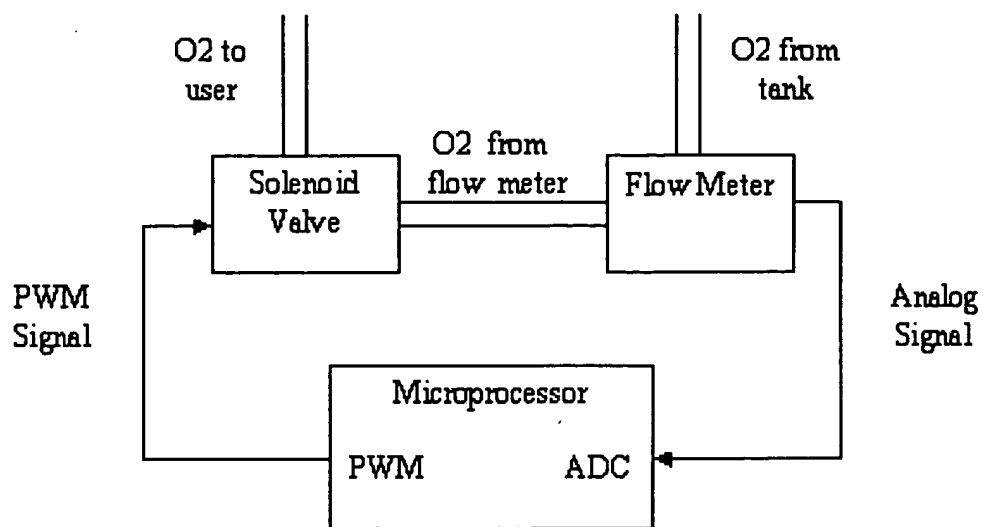 O2 to
user
O2 from
tank
O2 from
flow meter
Solenoid
Valve
Flow Meter
PWM
Signal
Analog
Signal
Microprocessor
PWM
ADC